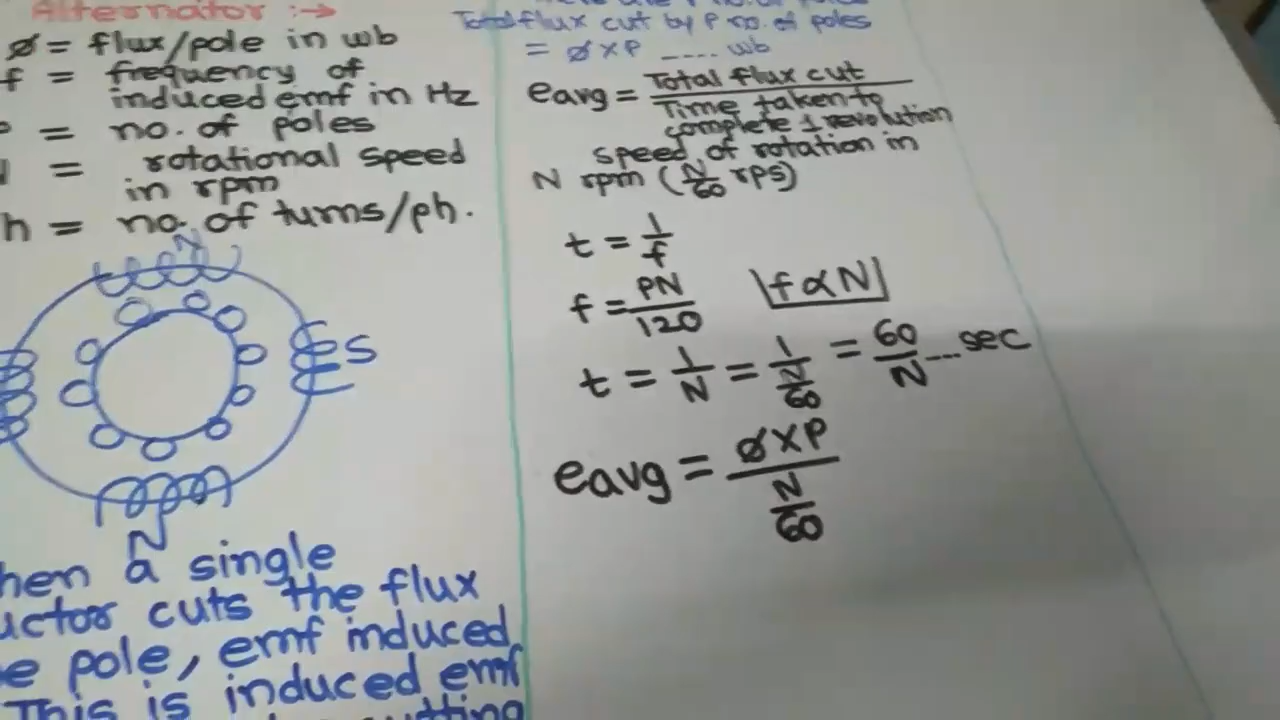 Alternator :→
ø = flux/pole in wb
f = frequency of
induced emf in Hz
= no. of poles
= rotational speed
in rpm
= no. of turns/ph.
N
S
N
a single
cuts the flux
pole, emf induced
This is induced emf
Total flux cut by P no. of poles
= ø × P .... wb
eavg = Total flux cut
Time taken to
complete 1 revolution
speed of rotation in
N rpm (N/60 rps)
t = 1/f
f = PN/120 |f ∝ N|
t = 1/N = 1/(N/60) = 60/N ... sec
eavg = ø×P
N/60